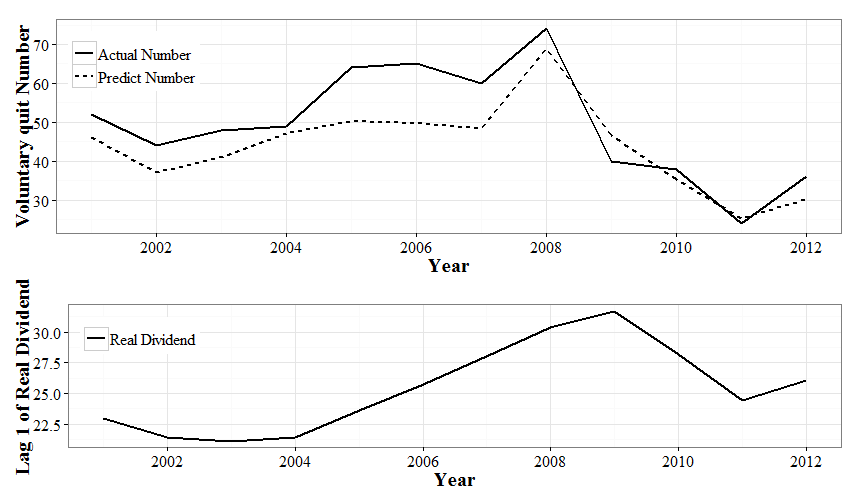 Voluntary quit Number
70
60
50
40
30
Actual Number
Predict Number
2002 2004 2006 2008 2010 2012
Year
Lag 1 of Real Dividend
30.0
27.5
25.0
22.5
Real Dividend
2002 2004 2006 2008 2010 2012
Year